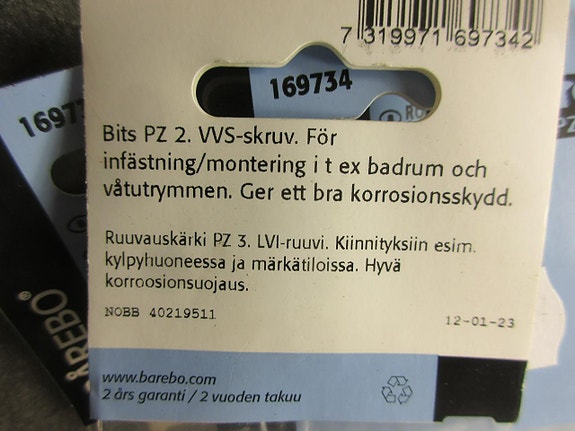 7 319971 697342
169734
Bits PZ 2. VVS-skruv. För
infästning/montering i t ex badrum och
våtutrymmen. Ger ett bra korrosionsskydd.
Ruuvauskärki PZ 3. LVI-ruuvi. Kiinnityksiin esim.
kylpyhuoneessa ja märkätiloissa. Hyvä
korroosionsuojaus.
NOBB 40219511
12-01-23
www.barebo.com
2 års garanti / 2 vuoden takuu
16973
ÅREBO